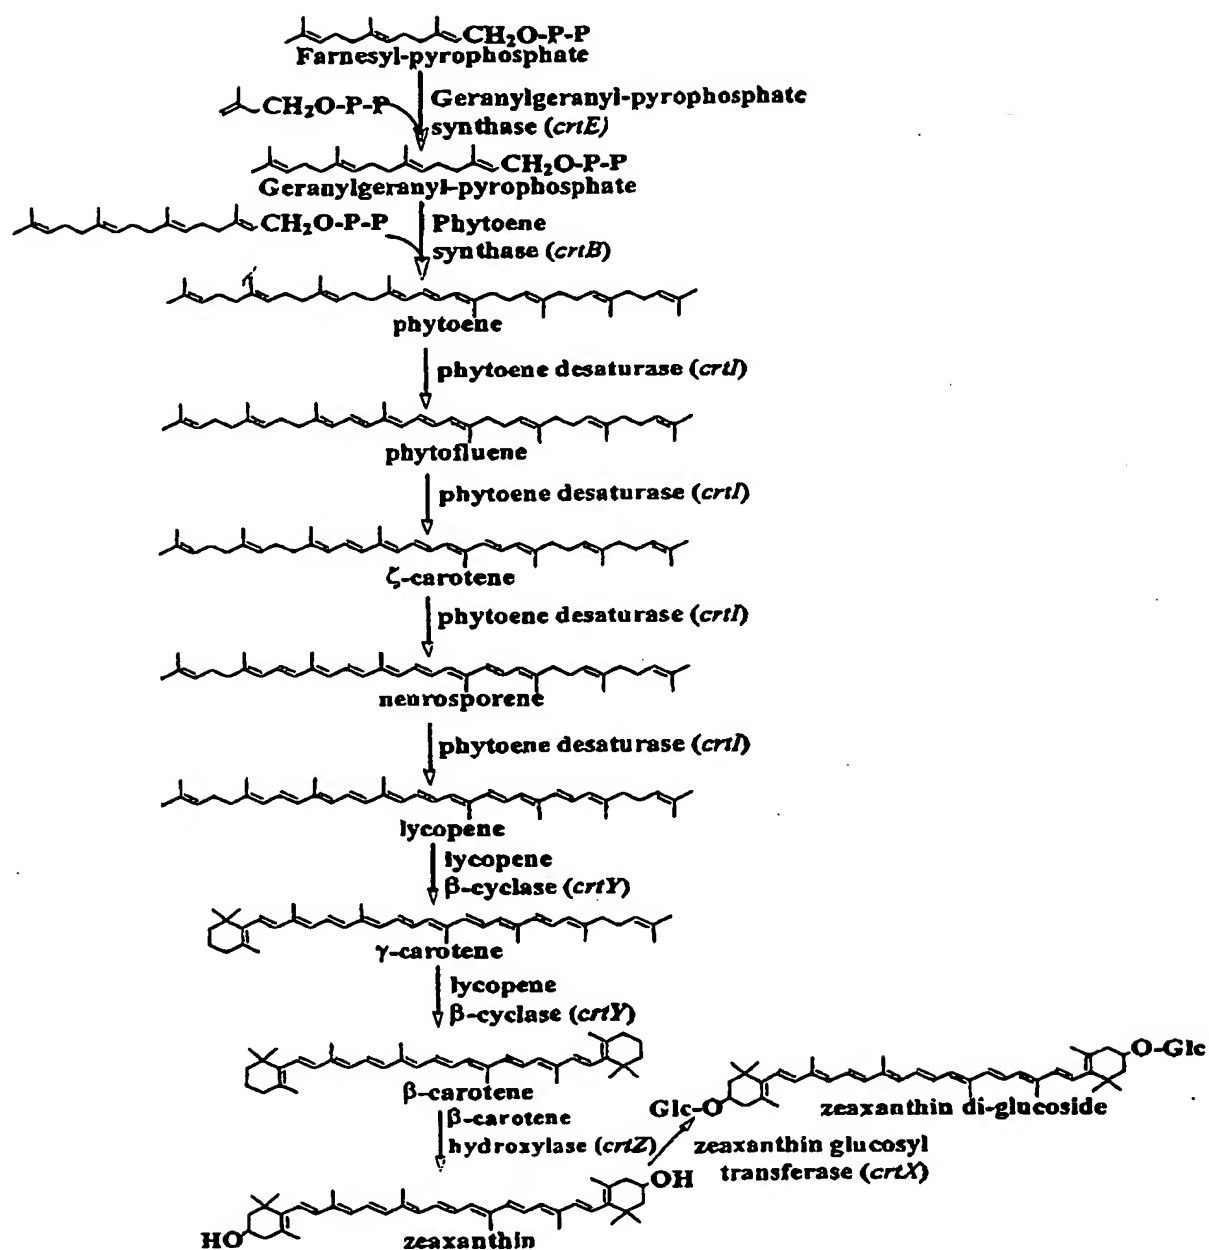 CH₂O-P-P
Farnesyl-pyrophosphate
CH₂O-P-P
Geranylgeranyl-pyrophosphate
synthase (crtE)
CH₂O-P-P
Geranylgeranyl-pyrophosphate
CH₂O-P-P
Phytoene
synthase (crtB)
phytoene
phytoene desaturase (crtI)
phytofluene
phytoene desaturase (crtI)
ζ-carotene
phytoene desaturase (crtI)
neurosporene
phytoene desaturase (crtI)
lycopene
lycopene
β-cyclase (crtY)
γ-carotene
lycopene
β-cyclase (crtY)
β-carotene
β-carotene
hydroxylase (crtZ)
O-Glc
Glc-O
zeaxanthin di-glucoside
zeaxanthin glucosyl
transferase (crtX)
OH
HO
zeaxanthin